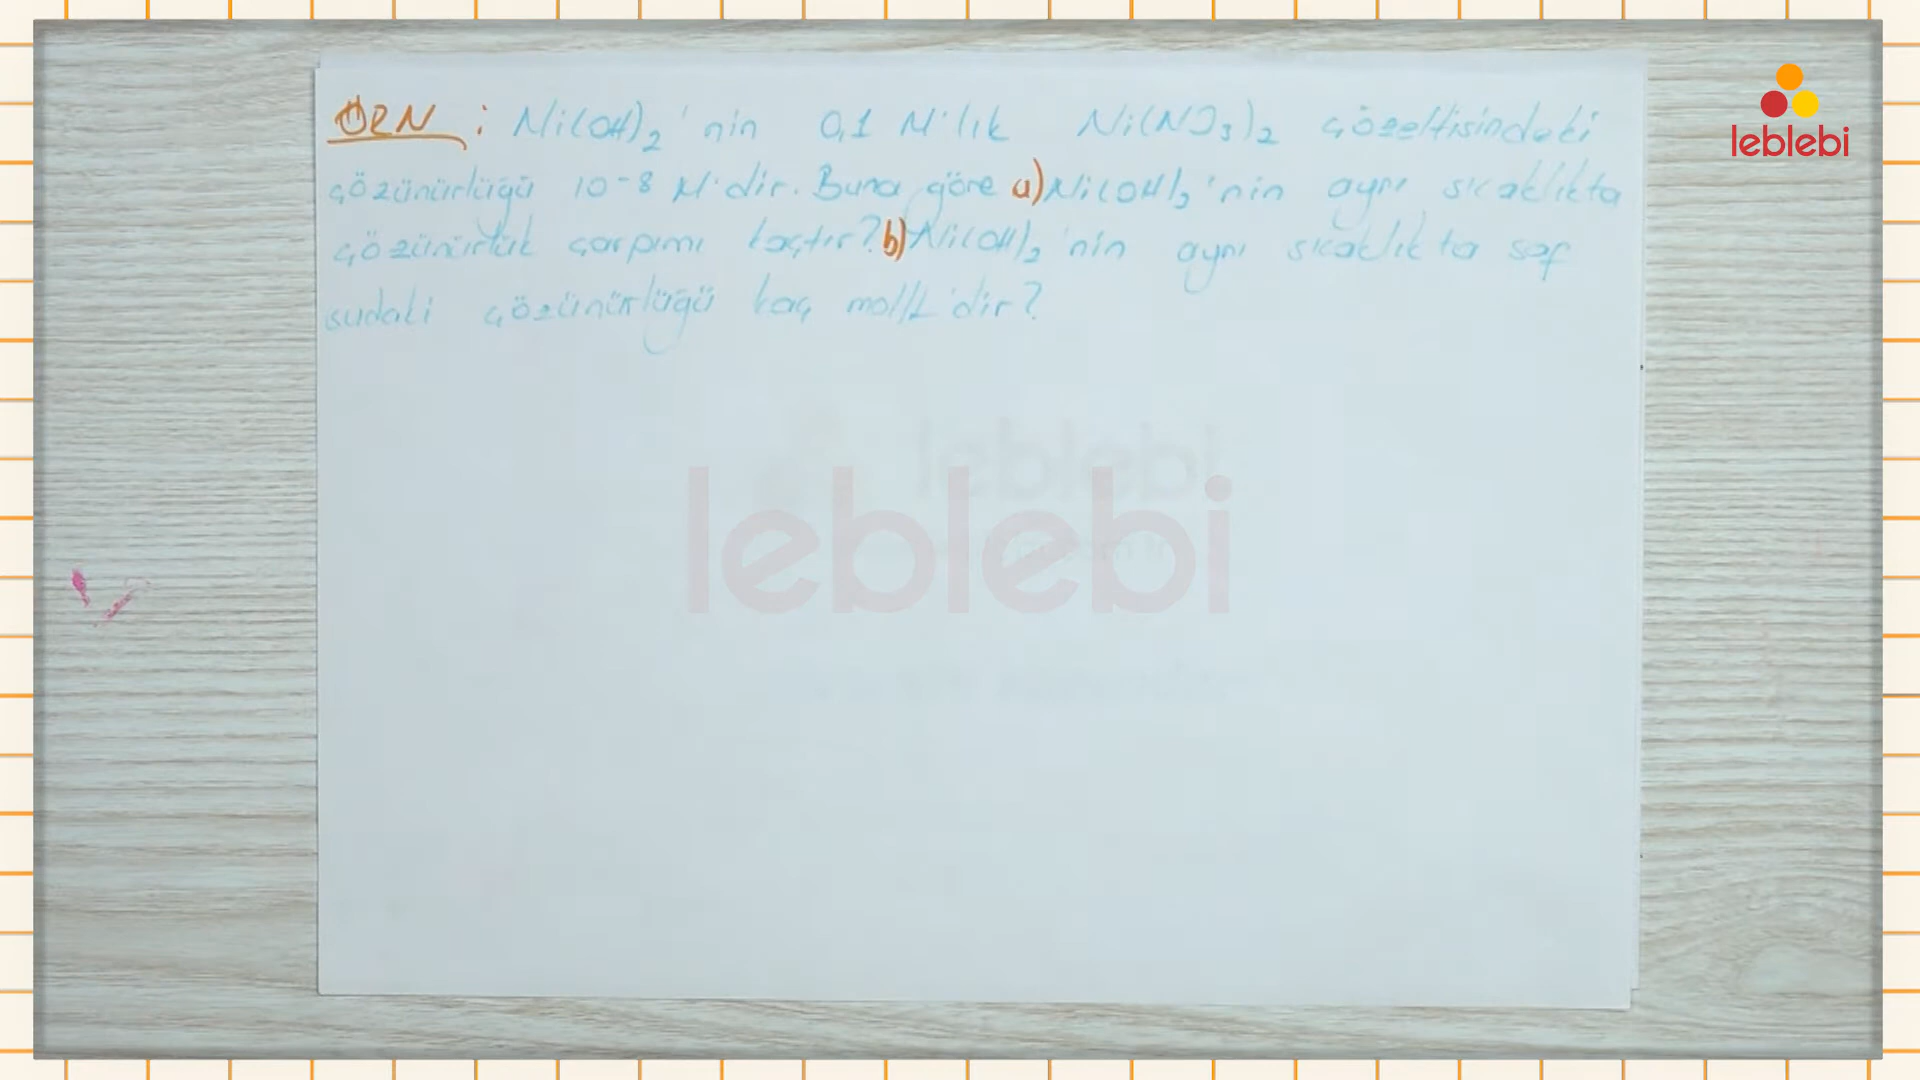 ÖRN : Ni(OH)2'nin 0,1 M'lık Ni(NO3)2 çözeltisindeki
çözünürlüğü 10-8 M'dir. Buna göre a) Ni(OH)2'nin aynı sıcaklıkta
çözünürlük çarpımı kaçtır? b) Ni(OH)2'nin aynı sıcaklıkta saf
sudaki çözünürlüğü kaç mol/L'dir?
leblebi
leblebi